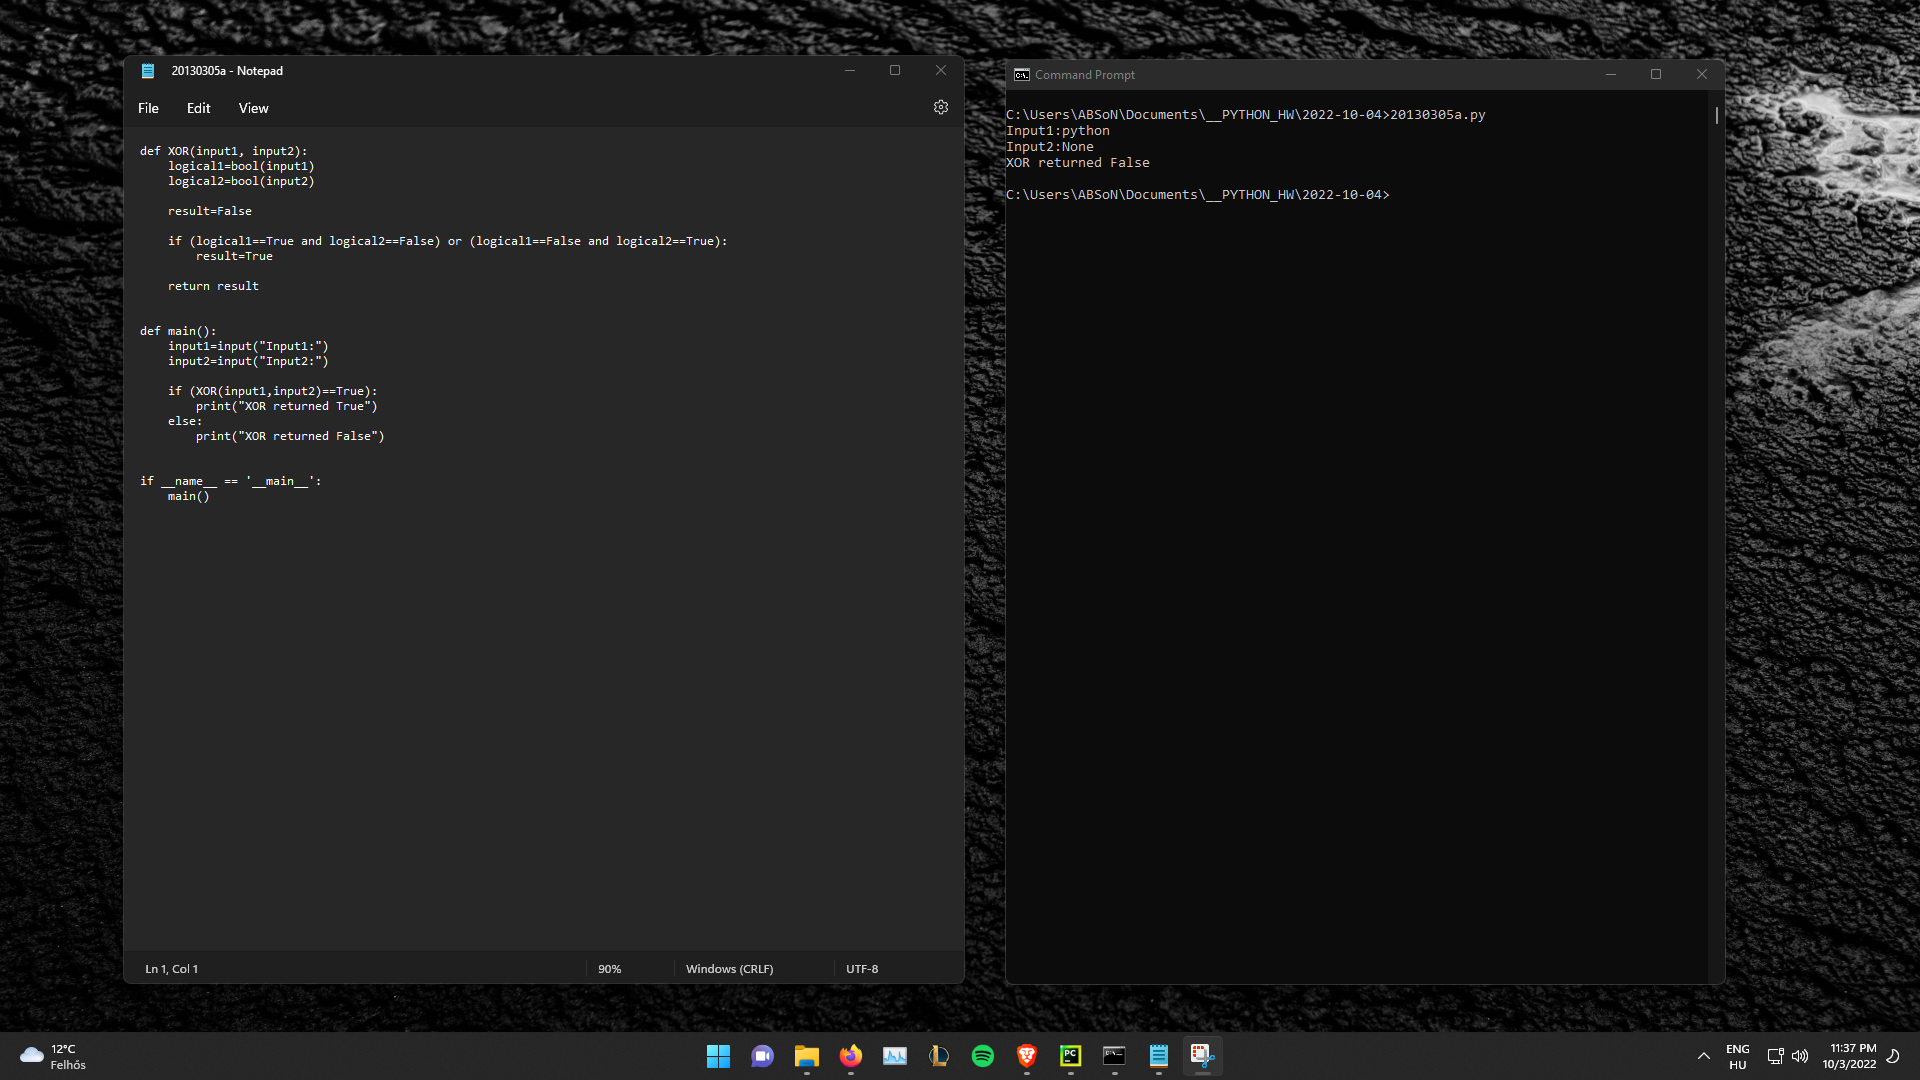 20130305a - Notepad
File Edit View
def XOR(input1, input2):
    logical1=bool(input1)
    logical2=bool(input2)
    result=False
    if (logical1==True and logical2==False) or (logical1==False and logical2==True):
        result=True
    return result
def main():
    input1=input("Input1:")
    input2=input("Input2:")
    if (XOR(input1,input2)==True):
        print("XOR returned True")
    else:
        print("XOR returned False")
if __name__ == '__main__':
    main()
Ln 1, Col 1 90% Windows (CRLF) UTF-8
Command Prompt
C:\Users\ABSoN\Documents\__PYTHON_HW\2022-10-04>20130305a.py
Input1:python
Input2:None
XOR returned False
C:\Users\ABSoN\Documents\__PYTHON_HW\2022-10-04>
12°C
Felhős
PC
ENG
HU
11:37 PM
10/3/2022